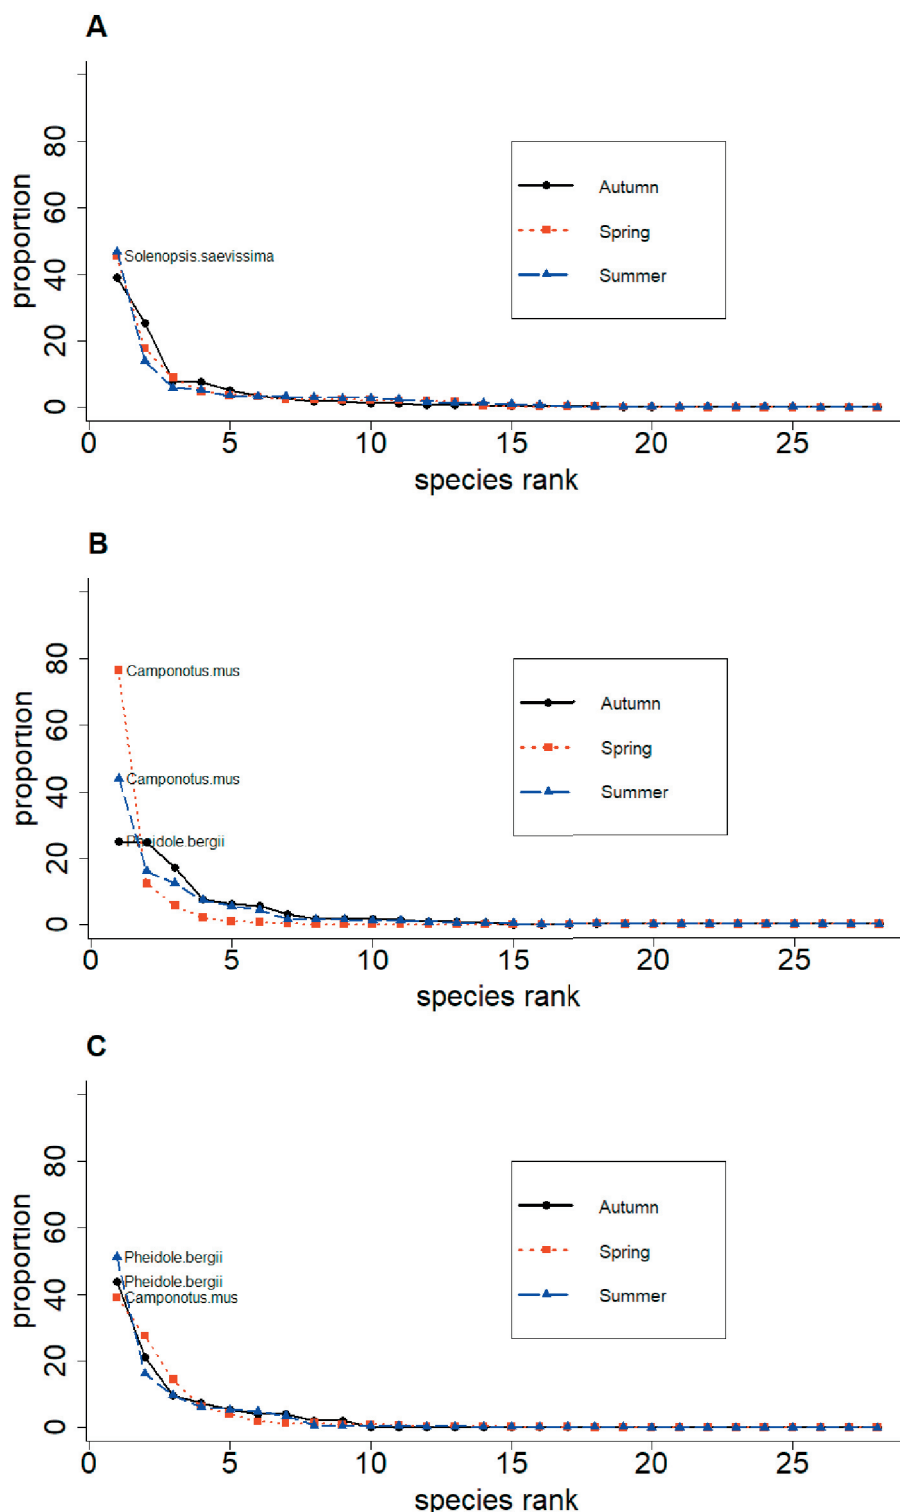 A
proportion
80
60
40
20
0
Solenopsis.saevissima
Autumn
Spring
Summer
0 5 10 15 20 25
species rank
B
proportion
80
60
40
20
0
Camponotus.mus
Camponotus.mus
Pheidole.bergii
Autumn
Spring
Summer
0 5 10 15 20 25
species rank
C
proportion
80
60
40
20
0
Pheidole.bergii
Pheidole.bergii
Camponotus.mus
Autumn
Spring
Summer
0 5 10 15 20 25
species rank